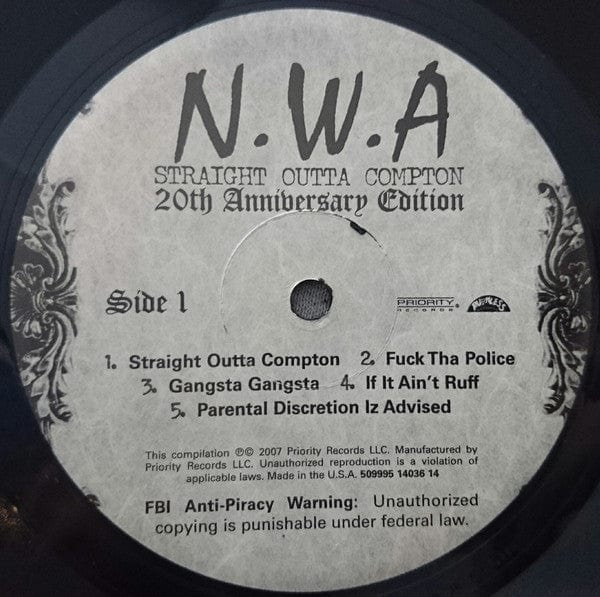 N.W.A
STRAIGHT OUTTA COMPTON
20th Anniversary Edition
Side 1
PRIORITY RECORDS
RUTHLESS
1. Straight Outta Compton 2. Fuck Tha Police
3. Gangsta Gangsta 4. If It Ain't Ruff
5. Parental Discretion Iz Advised
This compilation ℗© 2007 Priority Records LLC. Manufactured by
Priority Records LLC. Unauthorized reproduction is a violation of
applicable laws. Made in the U.S.A. 509995 14036 14
FBI Anti-Piracy Warning: Unauthorized
copying is punishable under federal law.